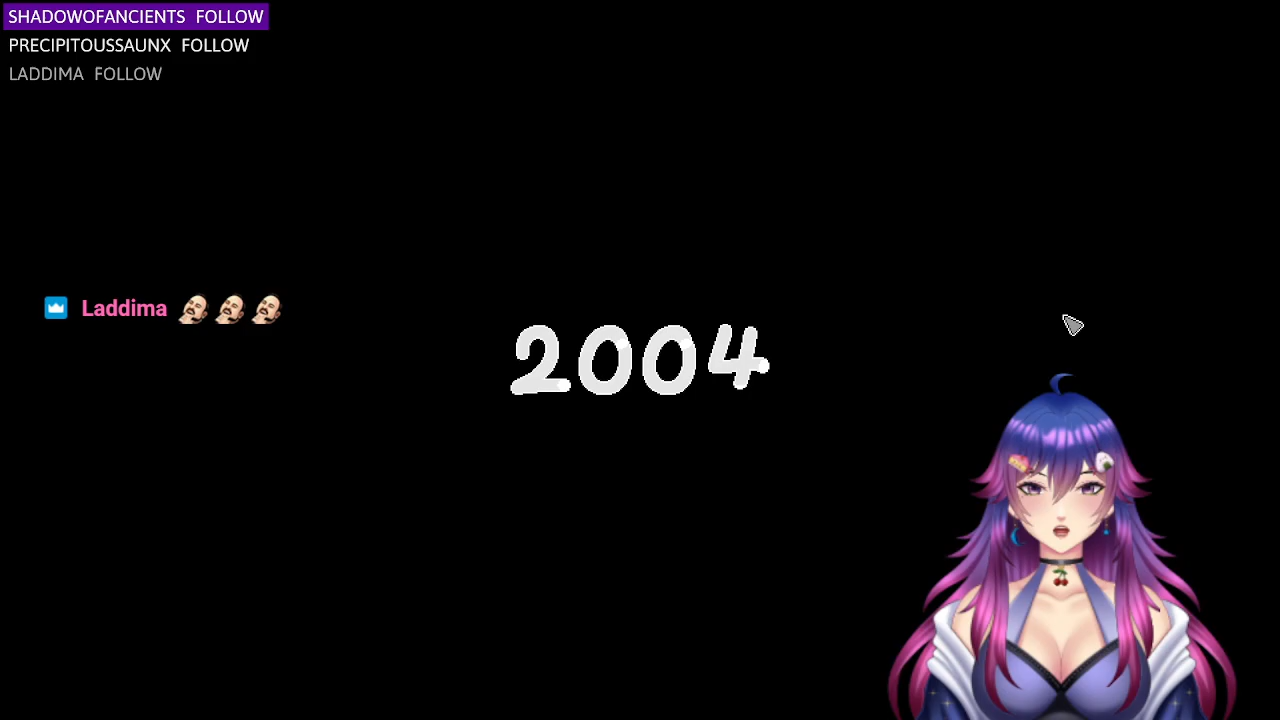 SHADOWOFANCIENTS FOLLOW
PRECIPITOUSSAUNX FOLLOW
LADDIMA FOLLOW
Laddima
2004